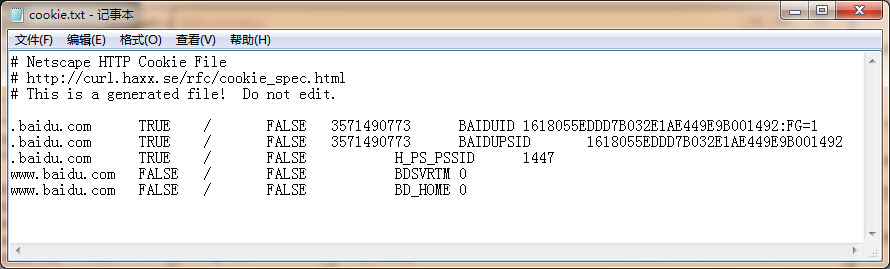 cookie.txt - 记事本
文件(F) 编辑(E) 格式(O) 查看(V) 帮助(H)
# Netscape HTTP Cookie File
# http://curl.haxx.se/rfc/cookie_spec.html
# This is a generated file!  Do not edit.
.baidu.com TRUE / FALSE 3571490773 BAIDUID 1618055EDDD7B032E1AE449E9B001492:FG=1
.baidu.com TRUE / FALSE 3571490773 BAIDUPSID 1618055EDDD7B032E1AE449E9B001492
.baidu.com TRUE / FALSE H_PS_PSSID 1447
www.baidu.com FALSE / FALSE BDSVRTM 0
www.baidu.com FALSE / FALSE BD_HOME 0